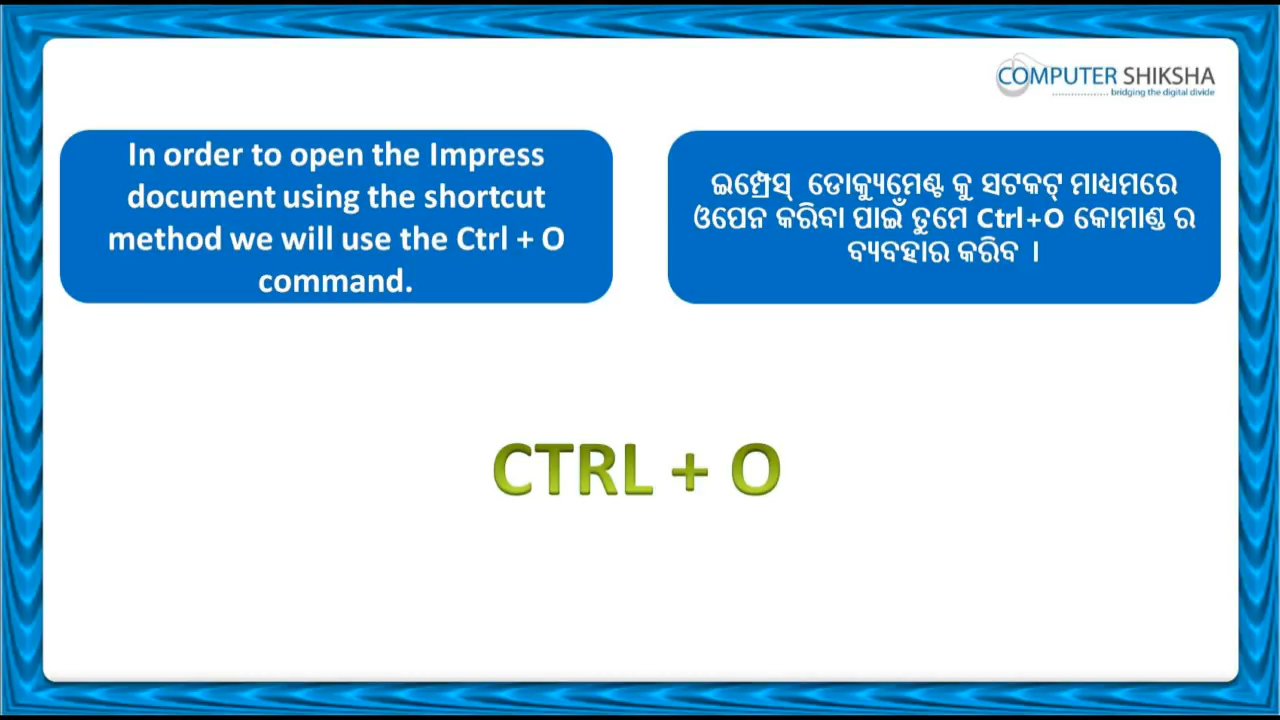 COMPUTER SHIKSHA
bridging the digital divide
In order to open the Impress
document using the shortcut
method we will use the Ctrl + O
command.
ଇମ୍ପ୍ରେସ୍ ଡୋକ୍ୟୁମେଣ୍ଟ କୁ ସଟକଟ୍ ମାଧ୍ୟମରେ
ଓପେନ କରିବା ପାଇଁ ତୁମେ Ctrl+O କୋମାଣ୍ଡ ର
ବ୍ୟବହାର କରିବ ।
CTRL + O